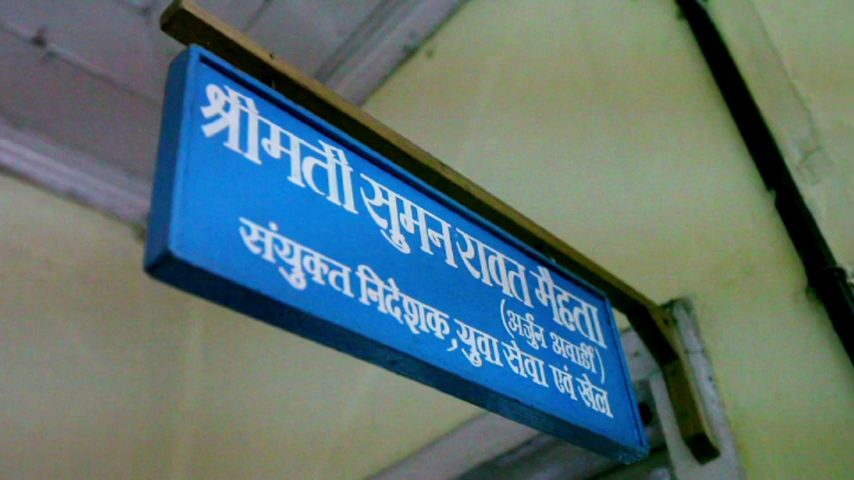 श्रीमती सुमन रावत मैहता
(अर्जुन अवार्डी)
संयुक्त निदेशक, युवा सेवा एवं खेल